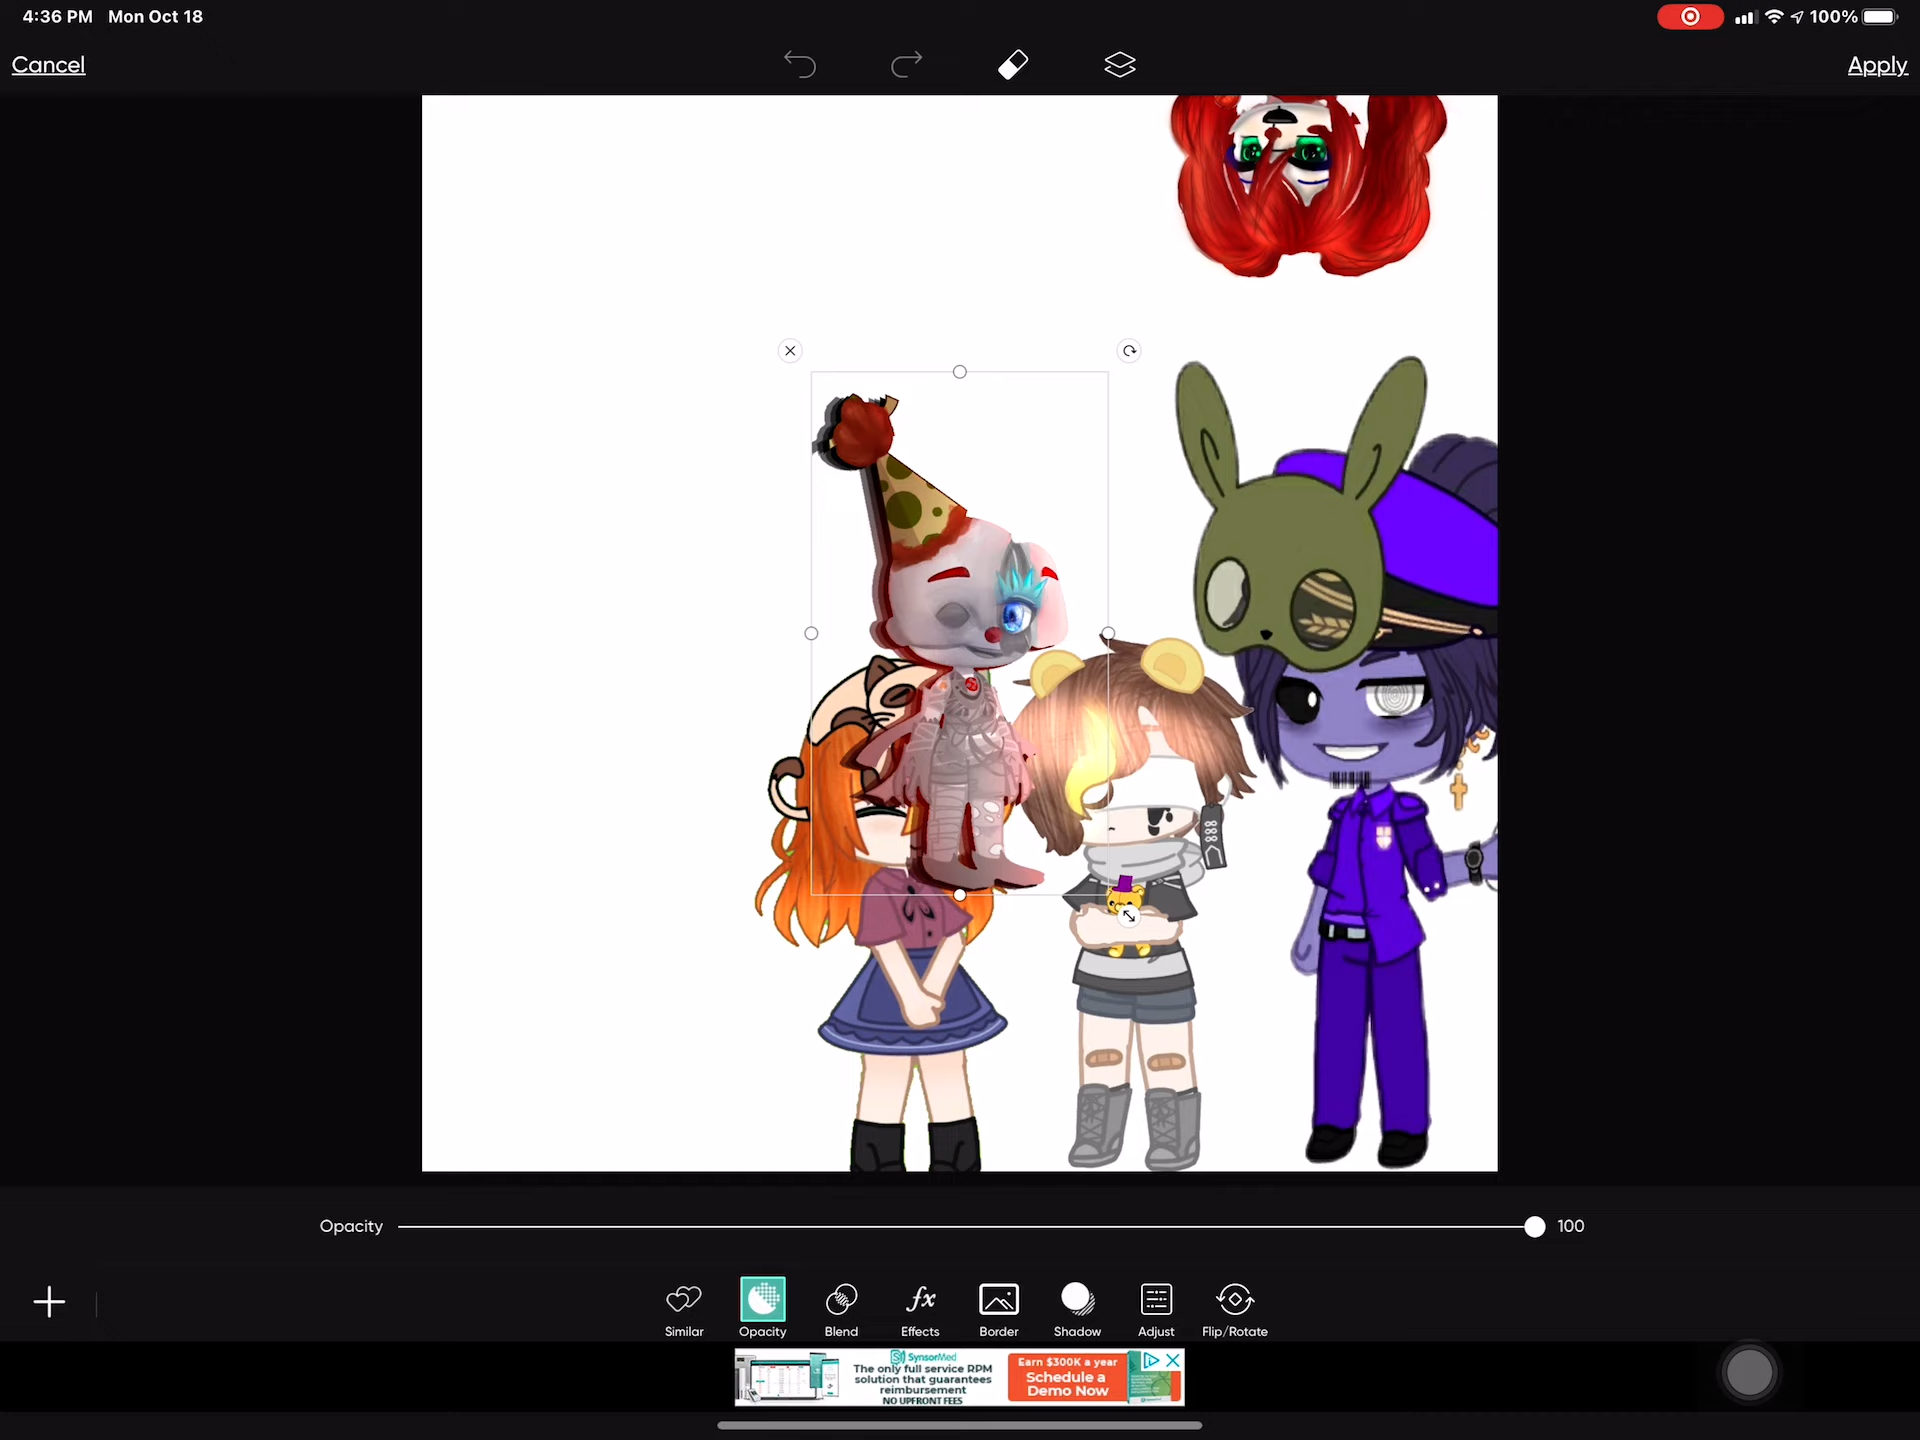 4:36 PM Mon Oct 18
100%
Cancel
Apply
888
Opacity
100
Similar
Opacity
Blend
fx
Effects
Border
Shadow
Adjust
Flip/Rotate
SynsorMed
The only full service RPM
solution that guarantees
reimbursement
NO UPFRONT FEES
Earn $300K a year
Schedule a
Demo Now